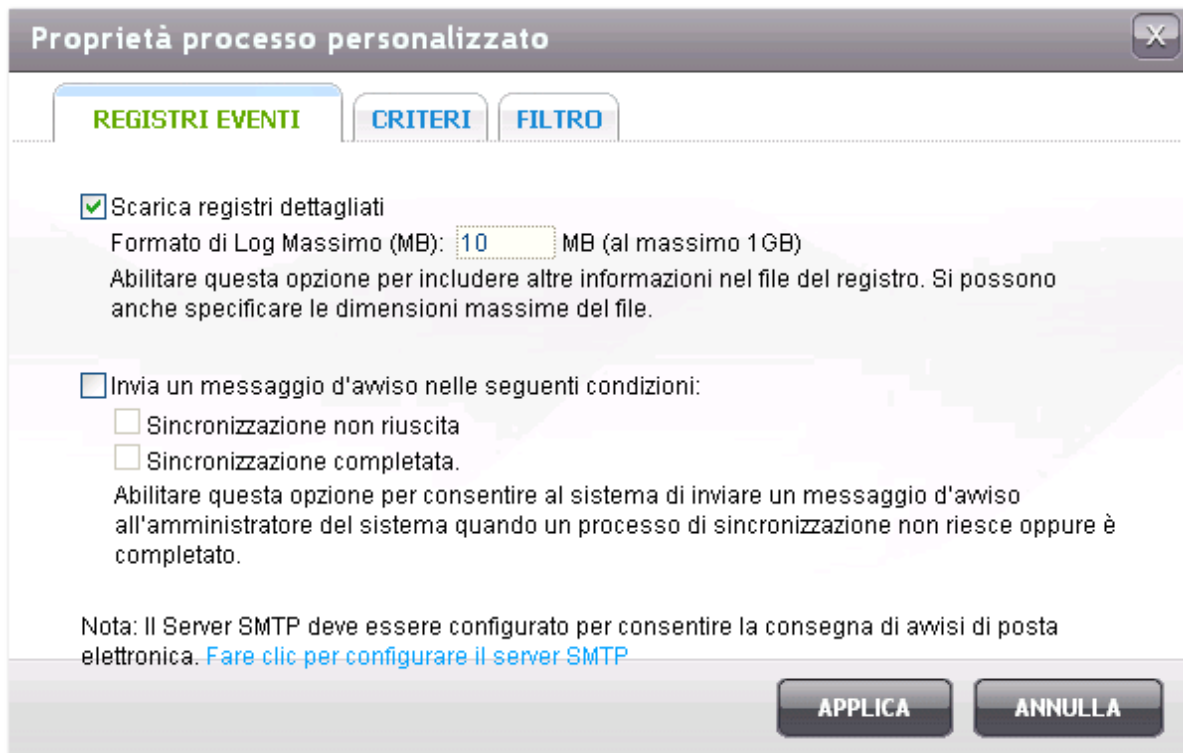 Proprietà processo personalizzato
X
REGISTRI EVENTI
CRITERI
FILTRO
Scarica registri dettagliati
Formato di Log Massimo (MB): 10 MB (al massimo 1GB)
Abilitare questa opzione per includere altre informazioni nel file del registro. Si possono
anche specificare le dimensioni massime del file.
Invia un messaggio d'avviso nelle seguenti condizioni:
Sincronizzazione non riuscita
Sincronizzazione completata.
Abilitare questa opzione per consentire al sistema di inviare un messaggio d'avviso
all'amministratore del sistema quando un processo di sincronizzazione non riesce oppure è
completato.
Nota: Il Server SMTP deve essere configurato per consentire la consegna di avvisi di posta
elettronica. Fare clic per configurare il server SMTP
APPLICA
ANNULLA